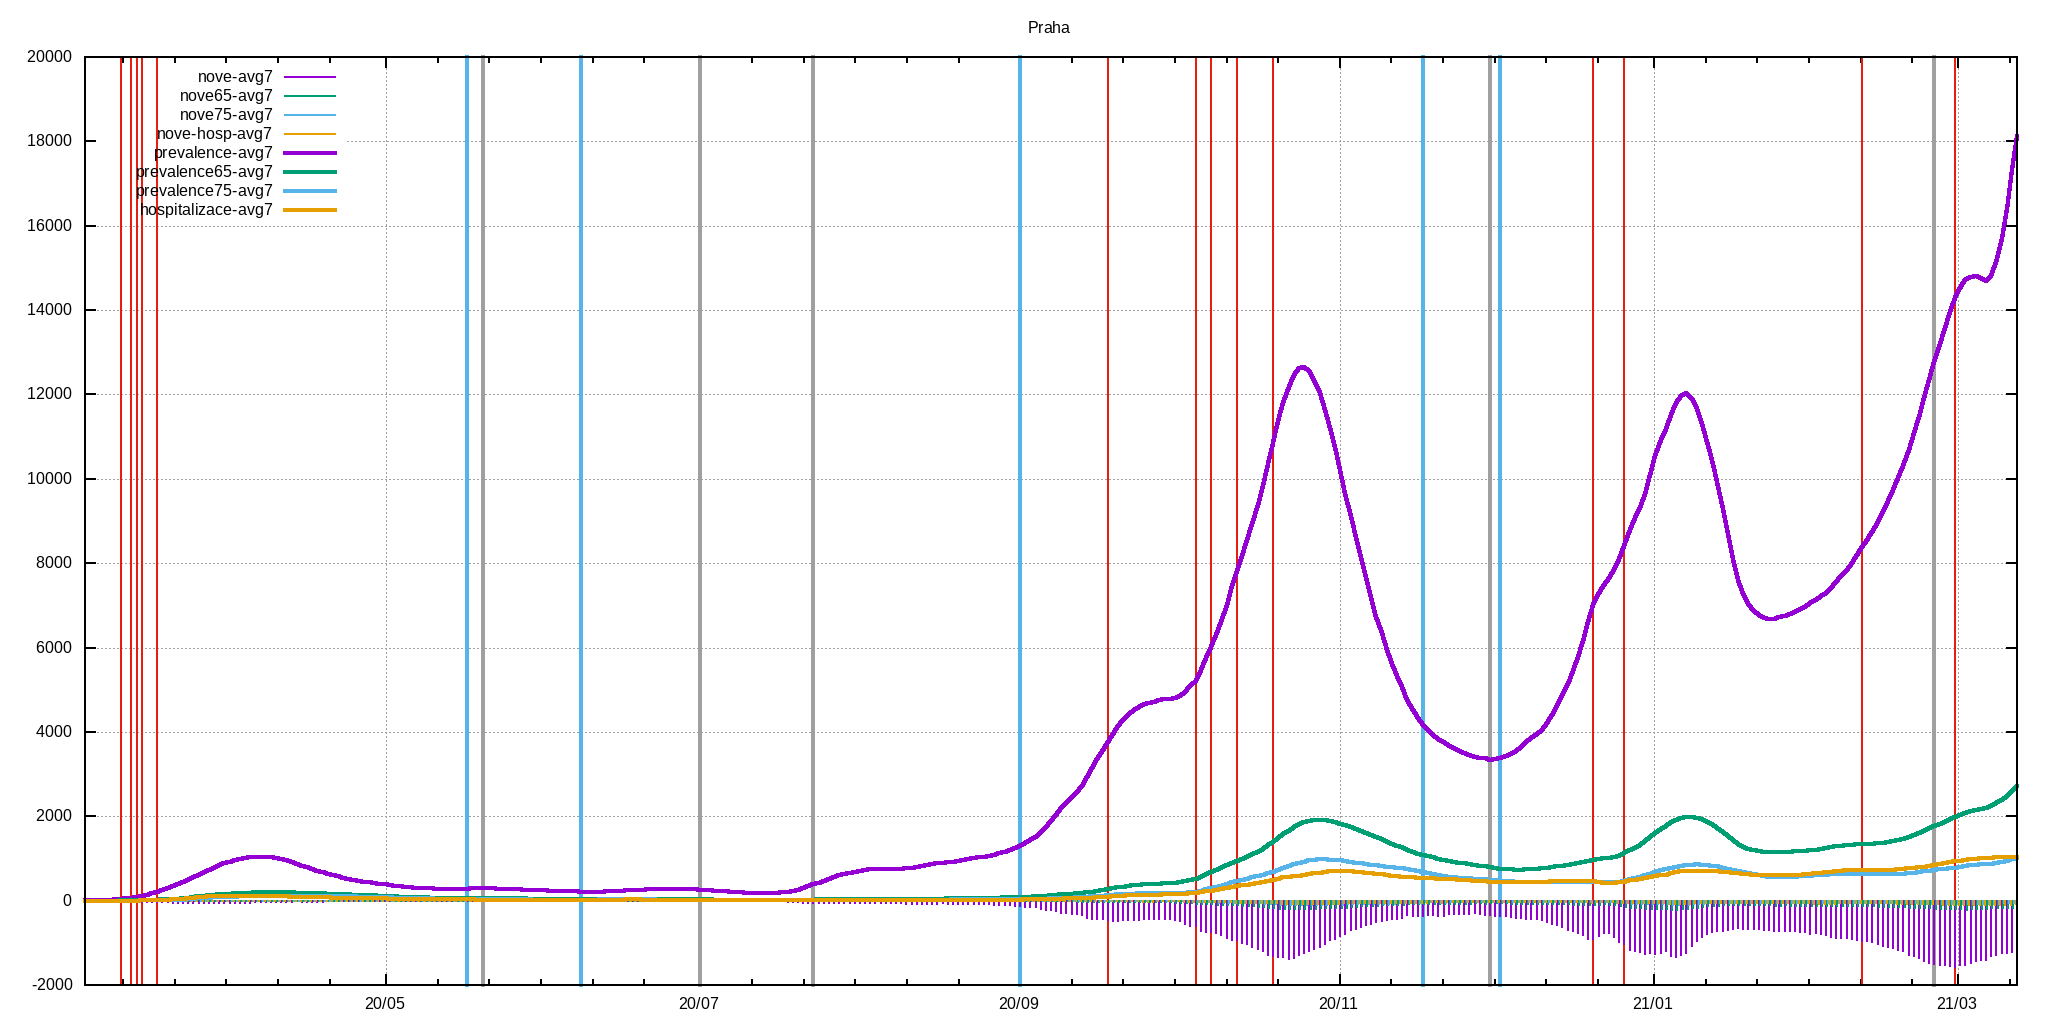 Praha
20000
18000
16000
14000
12000
10000
8000
6000
4000
2000
0
-2000
nove-avg7
nove65-avg7
nove75-avg7
nove-hosp-avg7
prevalence-avg7
prevalence65-avg7
prevalence75-avg7
hospitalizace-avg7
20/05 20/07 20/09 20/11 21/01 21/03